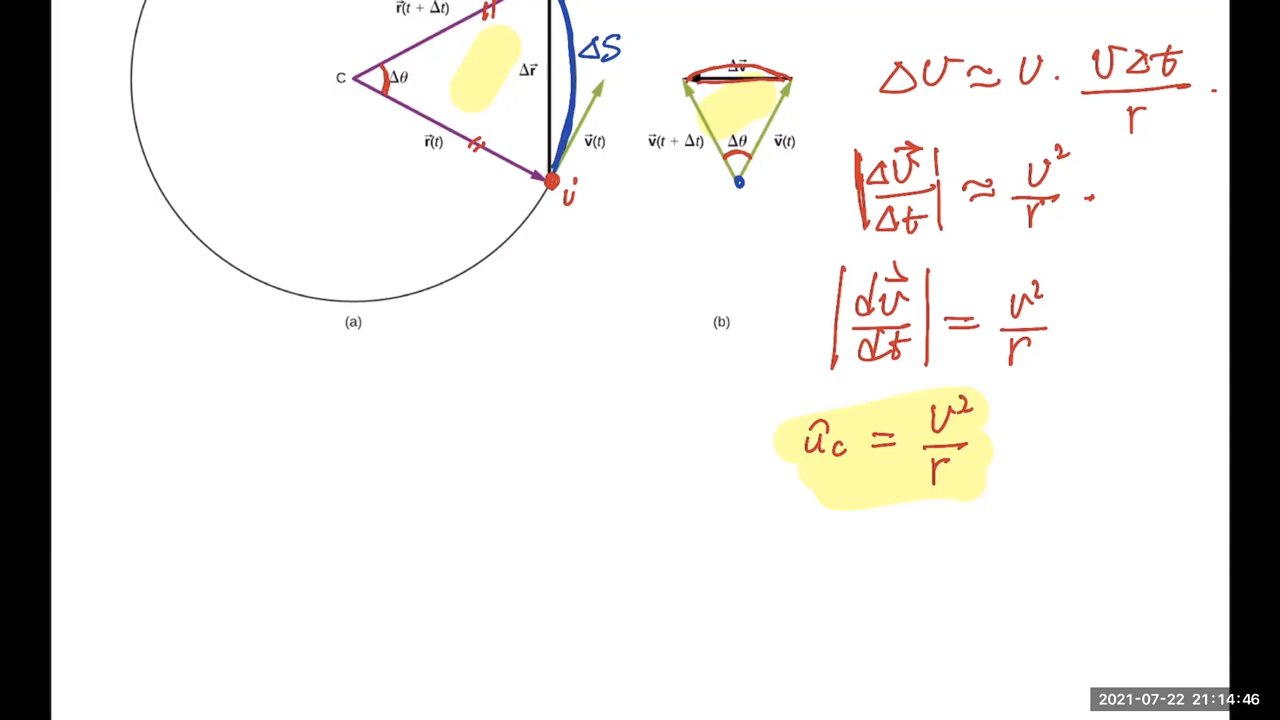 r⃗(t + Δt)
ΔS
C
Δθ
Δr⃗
r⃗(t)
v⃗(t)
v⃗
(a)
Δv⃗
v⃗(t + Δt)
Δθ
v⃗(t)
(b)
Δv ≈ v · vΔt / r .
|Δv⃗ / Δt| ≈ v² / r .
|dv⃗ / dt| = v² / r
a_c = v² / r
2021-07-22 21:14:46